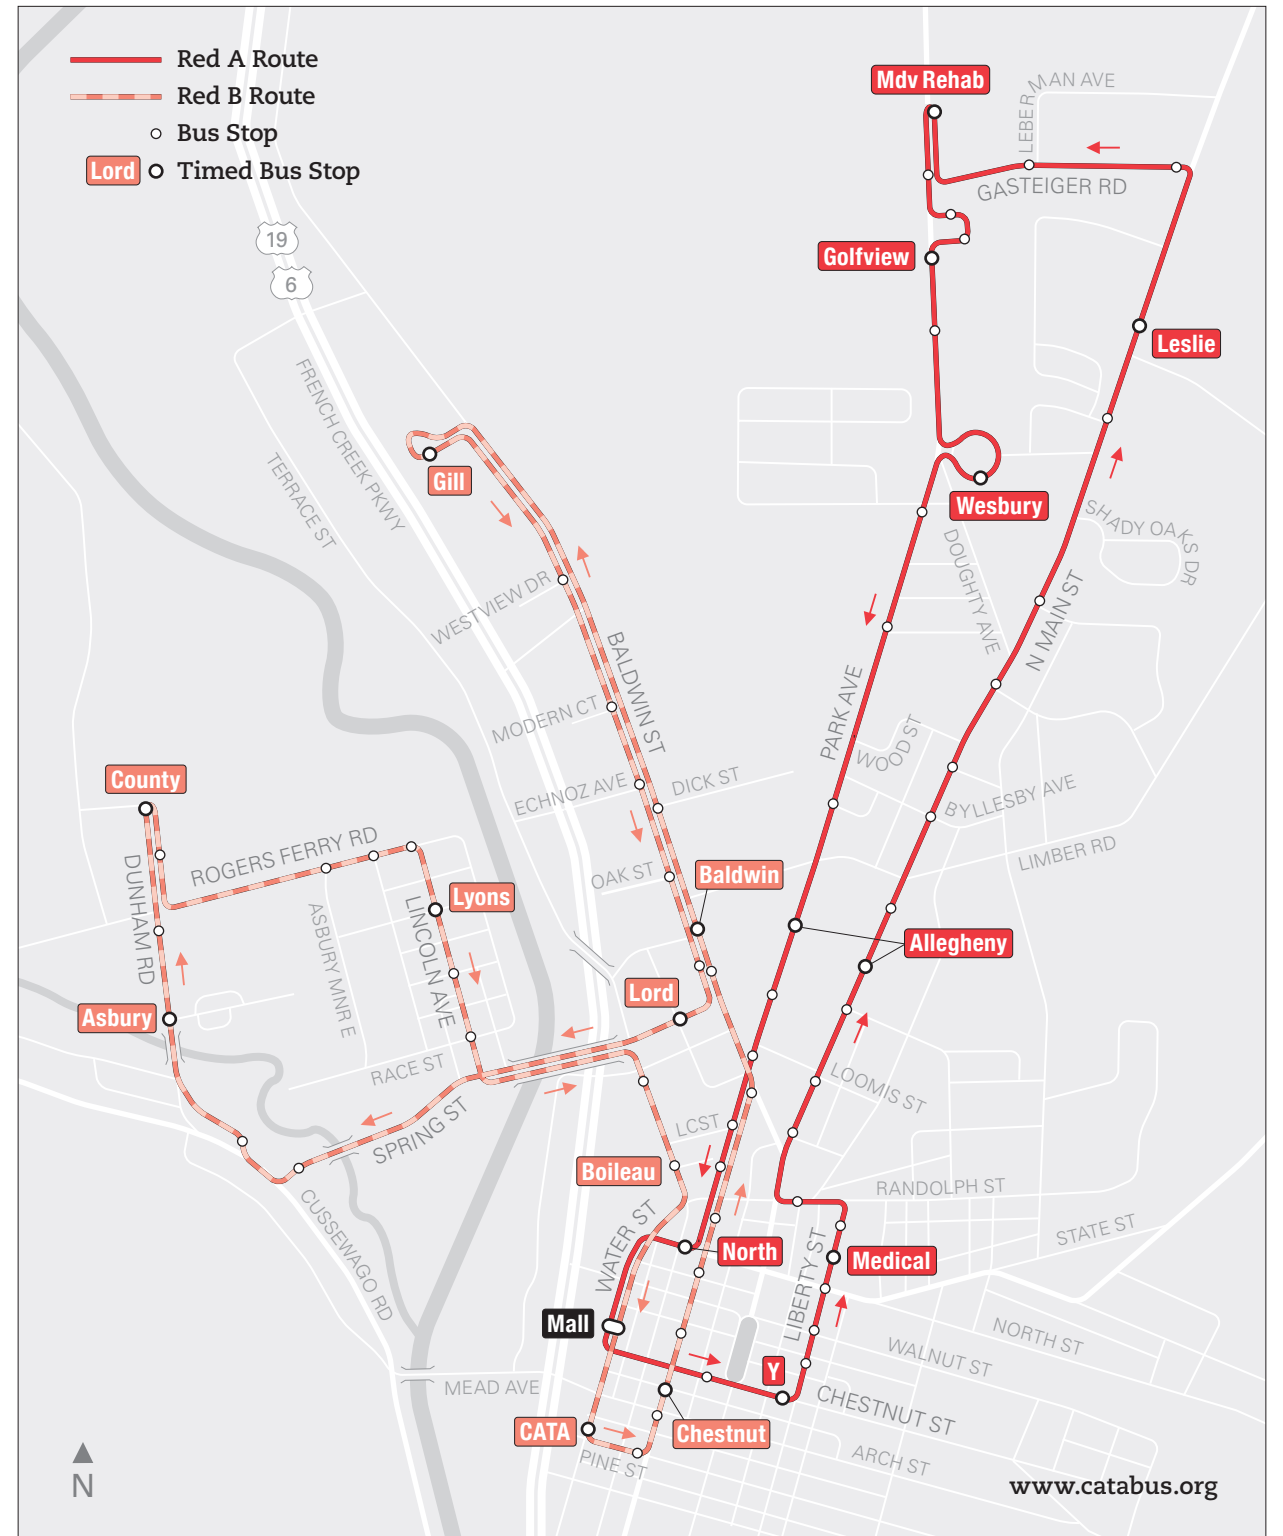 Red A Route
Red B Route
Bus Stop
Lord
Timed Bus Stop
Mdv Rehab
LEBERMAN AVE
GASTEIGER RD
19
6
Golfview
Leslie
FRENCH CREEK PKWY
TERRACE ST
Gill
Wesbury
SHADY OAKS DR
DOUGHTY AVE
N MAIN ST
WESTVIEW DR
BALDWIN ST
MODERN CT
PARK AVE
WOOD ST
County
ECHNOZ AVE
DICK ST
BYLLESBY AVE
LIMBER RD
ROGERS FERRY RD
DUNHAM RD
OAK ST
Baldwin
Lyons
ASBURY MNR E
LINCOLN AVE
Allegheny
Lord
Asbury
RACE ST
LOOMIS ST
SPRING ST
LCST
Boileau
RANDOLPH ST
CUSSEWAGO RD
WATER ST
STATE ST
North
LIBERTY ST
Medical
Mall
NORTH ST
WALNUT ST
Y
MEAD AVE
CHESTNUT ST
CATA
Chestnut
PINE ST
ARCH ST
N
www.catabus.org